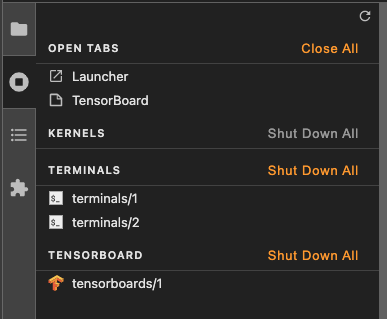 OPEN TABS Close All
Launcher
TensorBoard
KERNELS Shut Down All
TERMINALS Shut Down All
$_ terminals/1
$_ terminals/2
TENSORBOARD Shut Down All
tensorboards/1